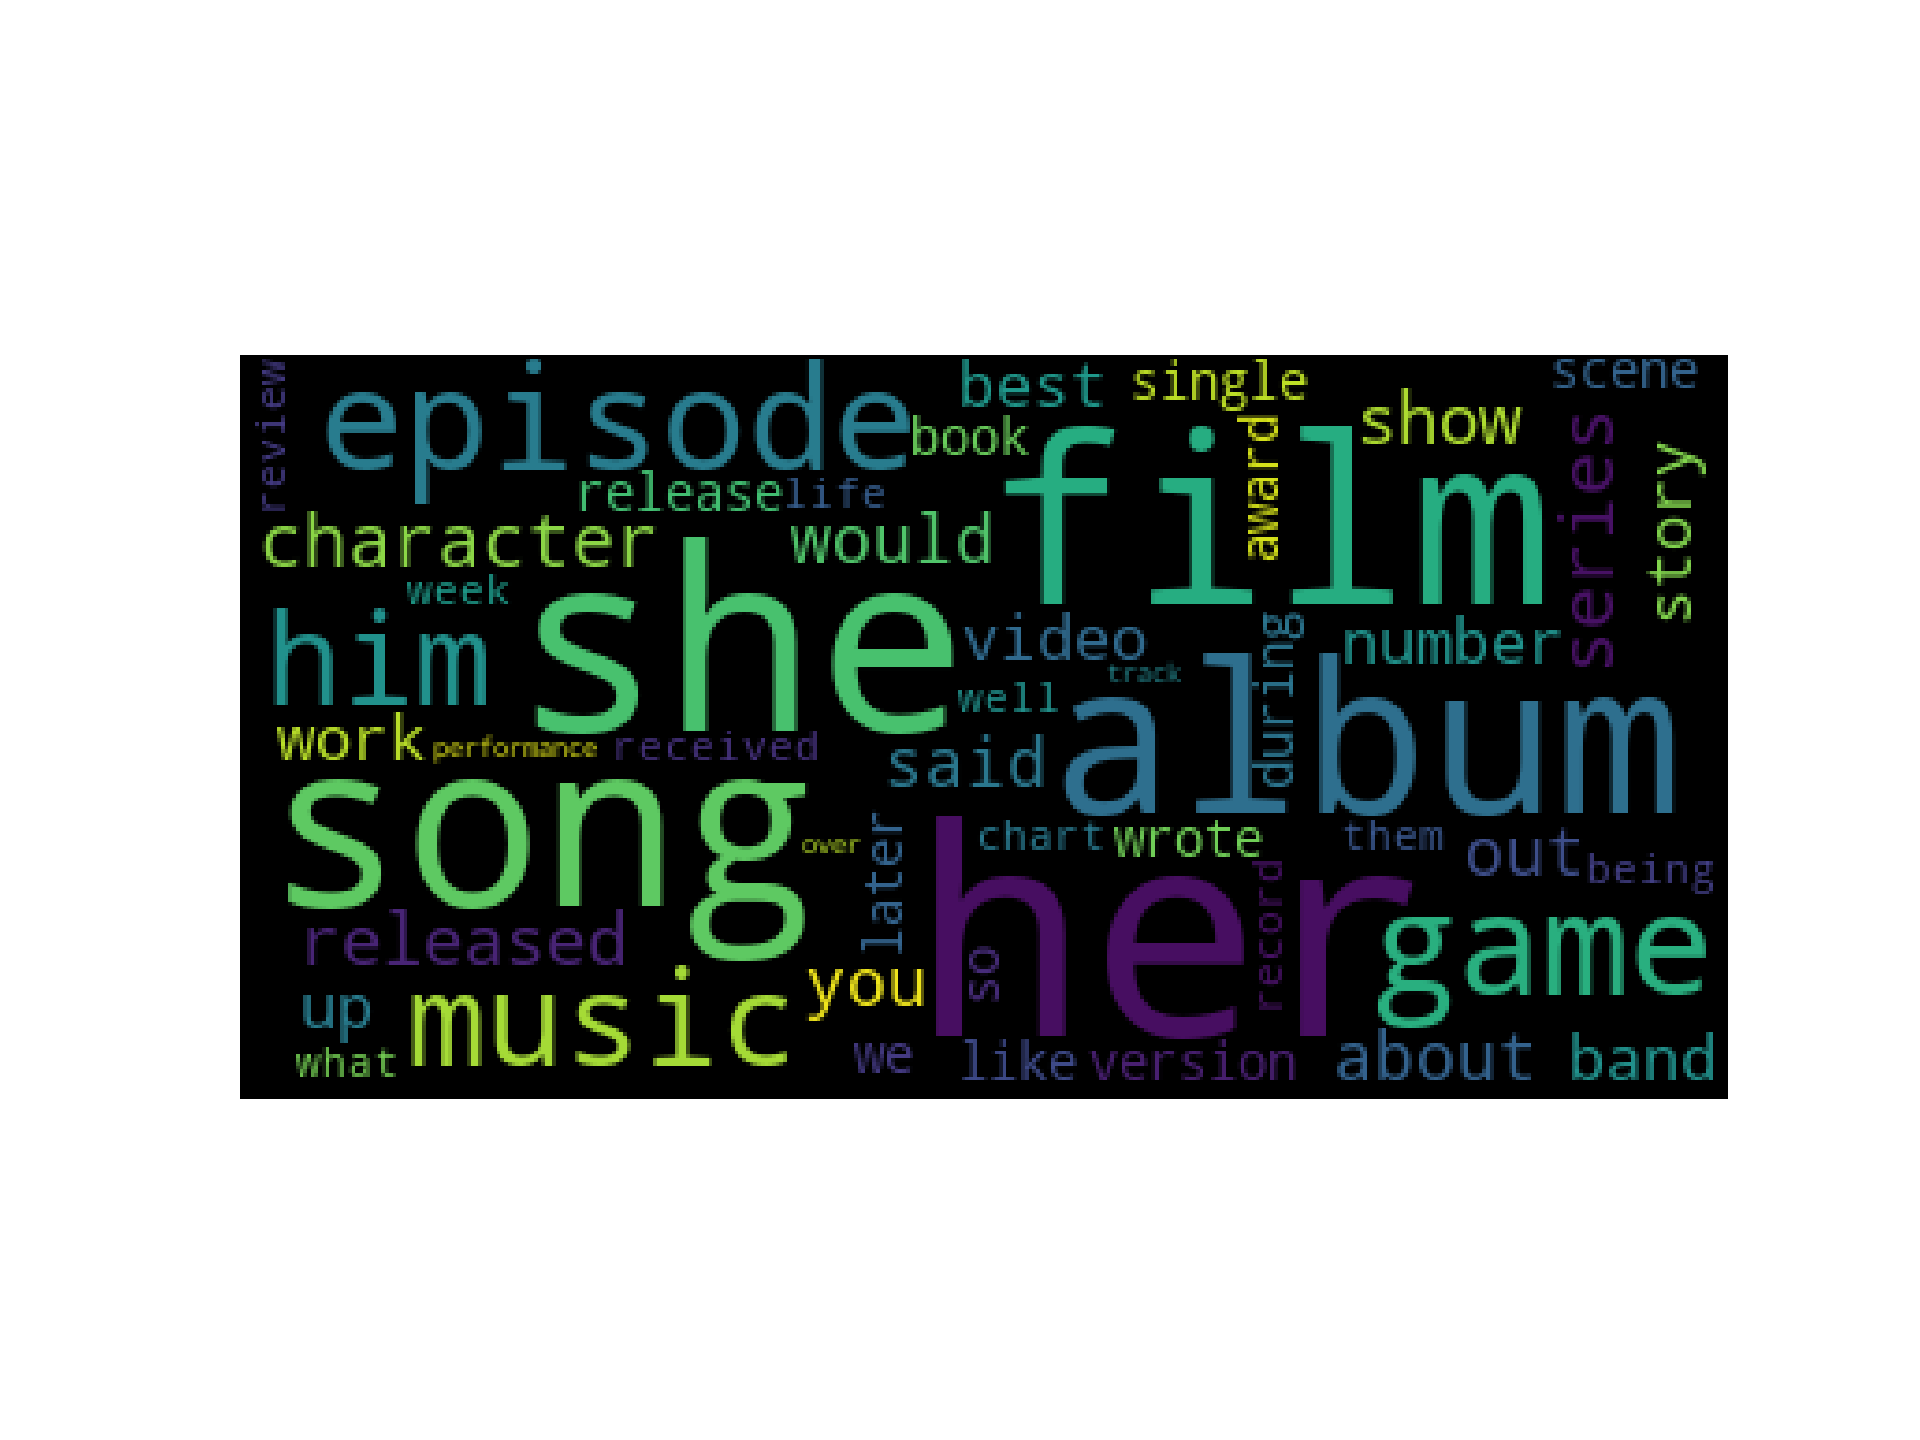 review
episode
best
single
scene
book
award
show
series
story
release
life
character
would
film
week
him
she
video
during
number
track
well
album
work
performance
received
said
song
over
later
chart
wrote
them
out
being
released
her
record
so
game
you
up
music
what
we
like
version
about
band